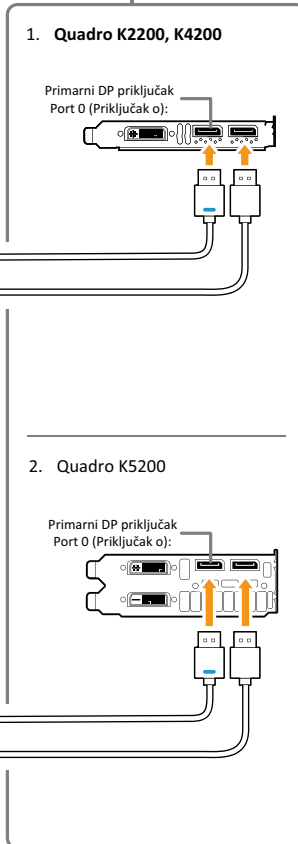 1. Quadro K2200, K4200
Primarni DP priključak
Port 0 (Priključak o):
2. Quadro K5200
Primarni DP priključak
Port 0 (Priključak o):